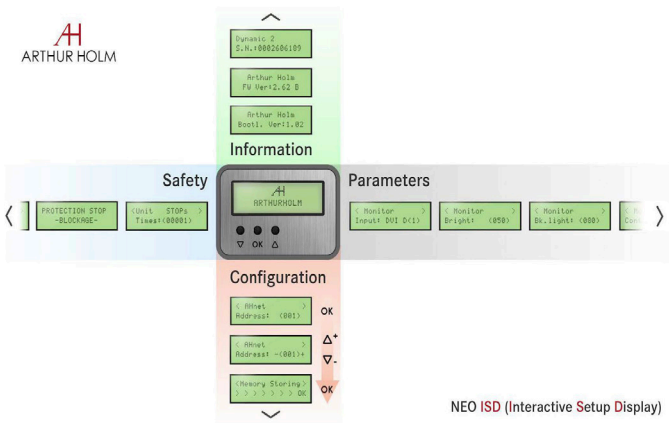 AH
ARTHUR HOLM
Dynamic 2
S.N.:0002606109
Arthur Holm
FW Ver:2.62 B
Arthur Holm
Bootl. Ver:1.02
Information
Safety
Parameters
PROTECTION STOP
-BLOCKAGE-
<Unit STOPs >
Times:(00001)
AH
ARTHURHOLM
▽ OK △
< Monitor >
Input: DVI D(1)
< Monitor >
Bright: (050)
< Monitor >
Bk.light: (080)
Configuration
< AHnet >
Address: (001)
OK
< AHnet >
Address: -(001)+
△+
▽-
<Memory Storing>
> > > > > > > OK
OK
NEO ISD (Interactive Setup Display)